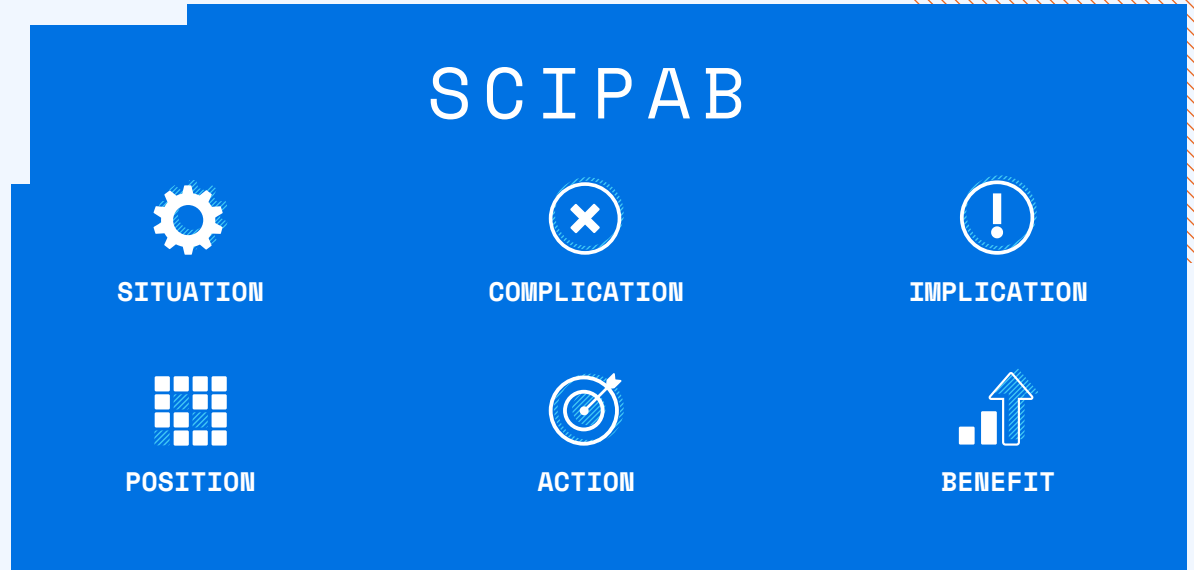 SCIPAB
SITUATION
COMPLICATION
IMPLICATION
POSITION
ACTION
BENEFIT